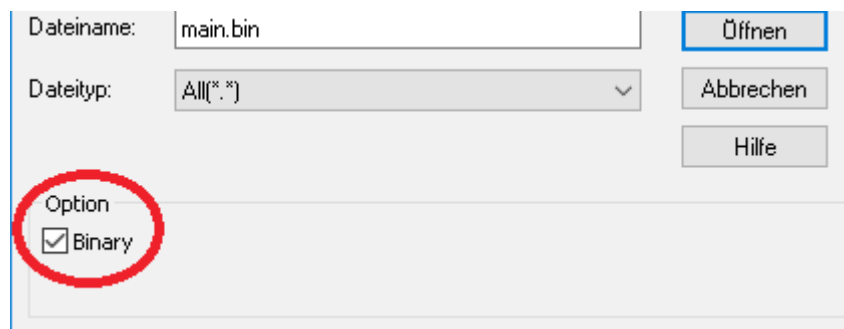 Dateiname: main.bin Öffnen
Dateityp: All(*.*) Abbrechen
Hilfe
Option
Binary